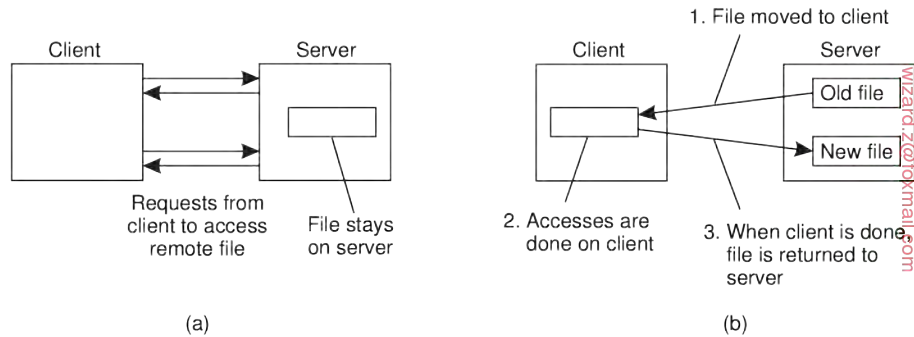 Client
Server
Requests from
client to access
remote file
File stays
on server
(a)
1. File moved to client
Client
Server
Old file
New file
2. Accesses are
done on client
3. When client is done,
file is returned to
server
(b)
wizard.z@foxmail.com